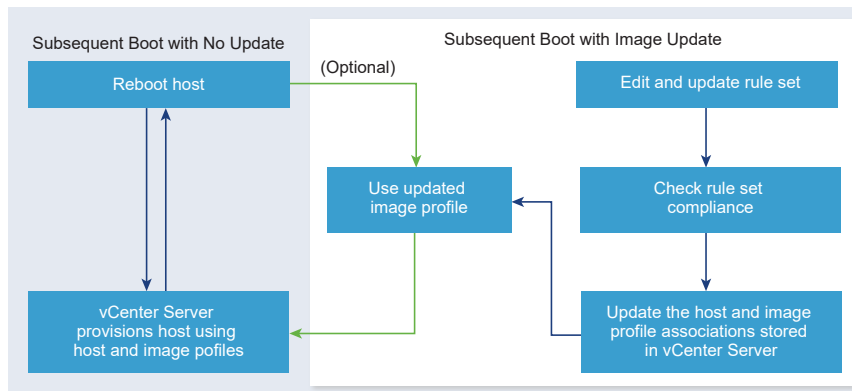 Subsequent Boot with No Update
Reboot host
vCenter Server
provisions host using
host and image pofiles
Subsequent Boot with Image Update
(Optional)
Use updated
image profile
Edit and update rule set
Check rule set
compliance
Update the host and image
profile associations stored
in vCenter Server